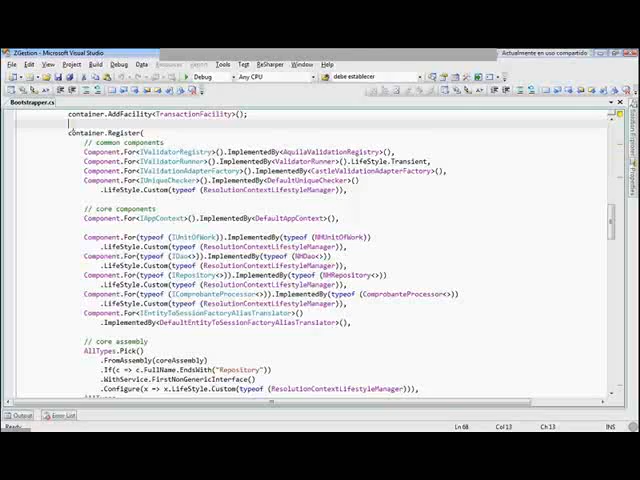 ZGestion - Microsoft Visual Studio
Actualmente en uso compartido
File Edit View Refactor Project Build Debug Data Tools Test ReSharper Window Help
Debug Any CPU debe establecer
Bootstrapper.cs
container.AddFacility<TransactionFacility>();
container.Register(
// common components
Component.For<IValidatorRegistry>().ImplementedBy<AquilaValidationRegistry>(),
Component.For<IValidatorRunner>().ImplementedBy<ValidatorRunner>().LifeStyle.Transient,
Component.For<IValidationAdapterFactory>().ImplementedBy<CastleValidationAdapterFactory>(),
Component.For<IUniqueChecker>().ImplementedBy<DefaultUniqueChecker>()
.LifeStyle.Custom(typeof (ResolutionContextLifestyleManager)),
// core components
Component.For<IAppContext>().ImplementedBy<DefaultAppContext>(),
Component.For(typeof (IUnitOfWork)).ImplementedBy(typeof (NHUnitOfWork))
.LifeStyle.Custom(typeof (ResolutionContextLifestyleManager)),
Component.For(typeof (IDao<>)).ImplementedBy(typeof (NHDao<>))
.LifeStyle.Custom(typeof (ResolutionContextLifestyleManager)),
Component.For(typeof (IRepository<>)).ImplementedBy(typeof (NHRepository<>))
.LifeStyle.Custom(typeof (ResolutionContextLifestyleManager)),
Component.For(typeof (IComprobanteProcessor<>)).ImplementedBy(typeof (ComprobanteProcessor<>))
.LifeStyle.Custom(typeof (ResolutionContextLifestyleManager)),
Component.For<IEntityToSessionFactoryAliasTranslator>()
.ImplementedBy<DefaultEntityToSessionFactoryAliasTranslator>(),
// core assembly
AllTypes.Pick()
.FromAssembly(coreAssembly)
.If(c => c.FullName.EndsWith("Repository"))
.WithService.FirstNonGenericInterface()
.Configure(x => x.LifeStyle.Custom(typeof (ResolutionContextLifestyleManager))),
Solution Explorer
Properties
Output Error List
Ready Ln 68 Col 13 Ch 13 INS